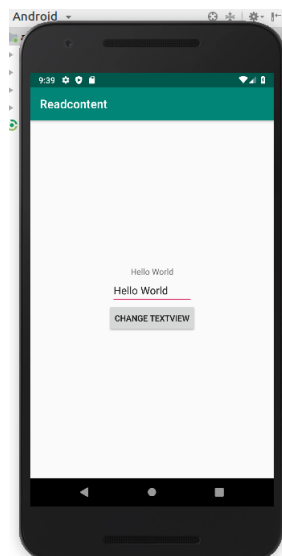 Android
9:39
Readcontent
Hello World
Hello World
CHANGE TEXTVIEW